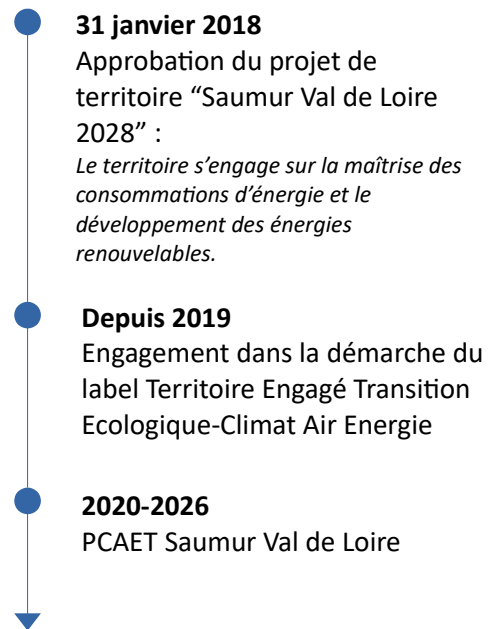 31 janvier 2018
Approbation du projet de
territoire “Saumur Val de Loire
2028” :
Le territoire s’engage sur la maîtrise des
consommations d’énergie et le
développement des énergies
renouvelables.
Depuis 2019
Engagement dans la démarche du
label Territoire Engagé Transition
Ecologique-Climat Air Energie
2020-2026
PCAET Saumur Val de Loire